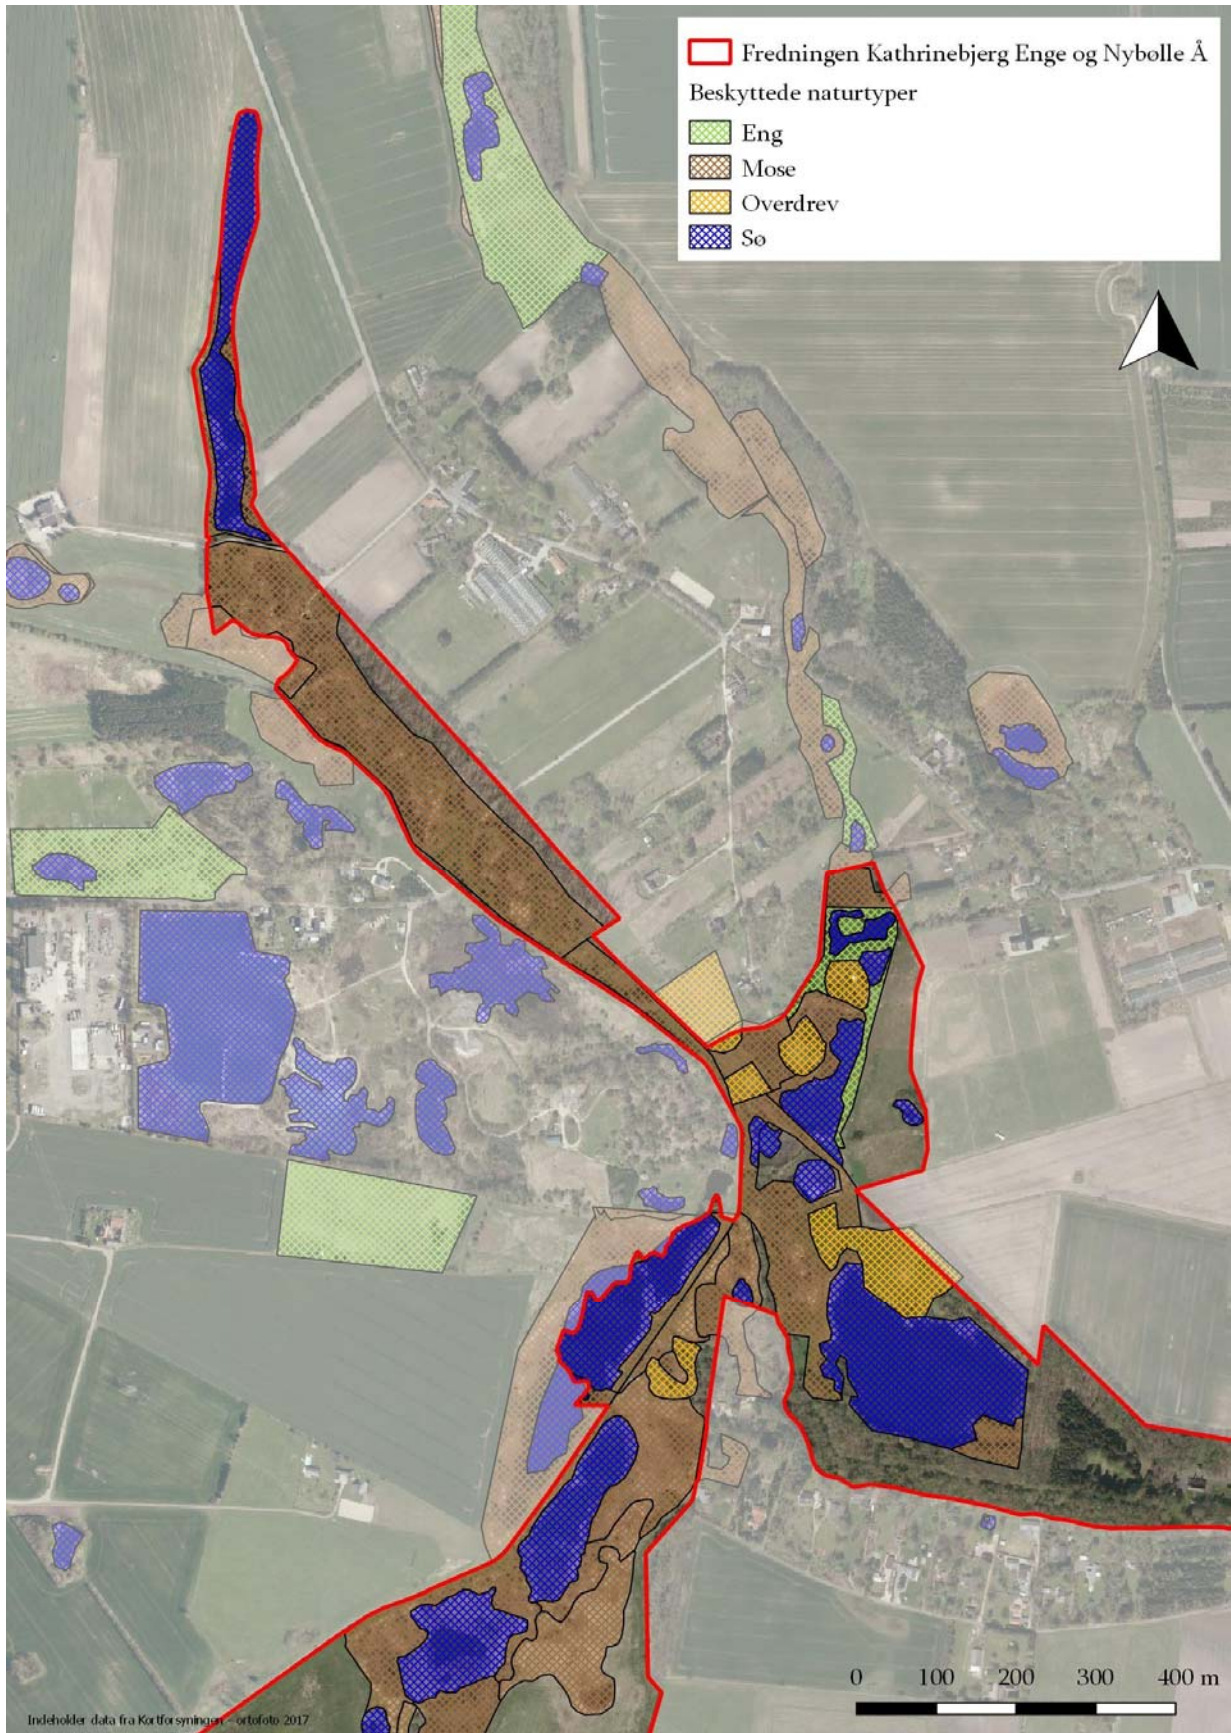 Fredningen Kathrinebjerg Enge og Nybølle Å
Beskyttede naturtyper
Eng
Mose
Overdrev
Sø
0 100 200 300 400 m
Indeholder data fra Kortforsyningen - ortofoto 2017